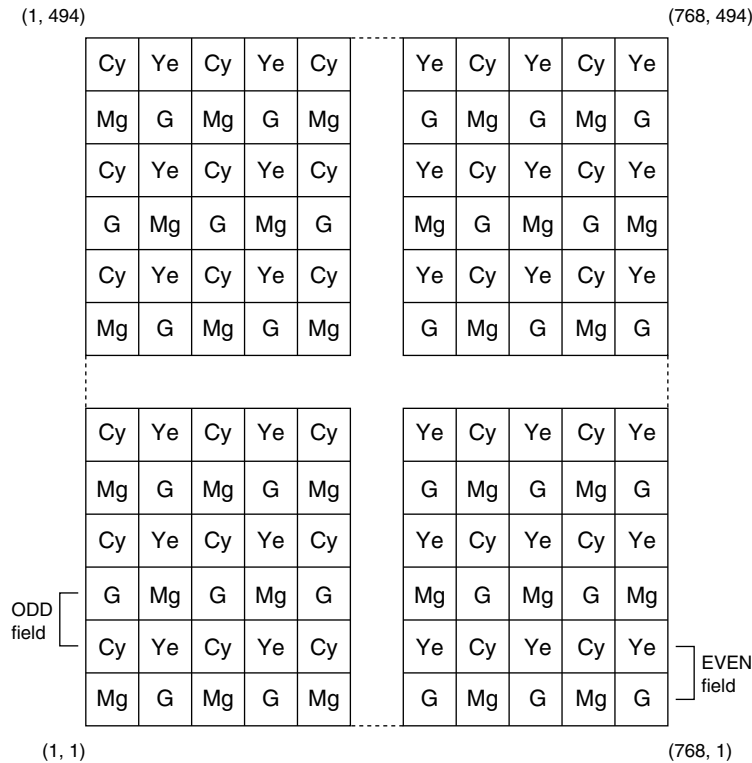 (1, 494) (768, 494)
Cy Ye Cy Ye Cy Ye Cy Ye Cy Ye
Mg G Mg G Mg G Mg G Mg G
Cy Ye Cy Ye Cy Ye Cy Ye Cy Ye
G Mg G Mg G Mg G Mg G Mg
Cy Ye Cy Ye Cy Ye Cy Ye Cy Ye
Mg G Mg G Mg G Mg G Mg G
Cy Ye Cy Ye Cy Ye Cy Ye Cy Ye
Mg G Mg G Mg G Mg G Mg G
Cy Ye Cy Ye Cy Ye Cy Ye Cy Ye
G Mg G Mg G Mg G Mg G Mg
ODD
field
Cy Ye Cy Ye Cy Ye Cy Ye Cy Ye
EVEN
field
Mg G Mg G Mg G Mg G Mg G
(1, 1) (768, 1)